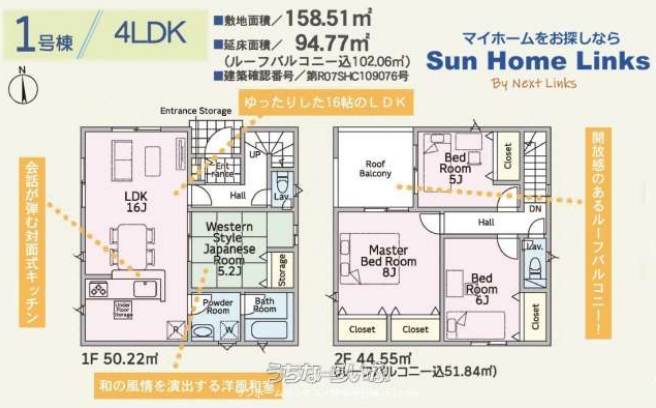 1号棟 / 4LDK
■敷地面積／158.51㎡
■延床面積／ 94.77㎡
(ルーフバルコニー込102.06㎡)
■建築確認番号／第R07SHC109076号
マイホームをお探しなら
Sun Home Links
By Next Links
N
ゆったりした16帖のLDK
Entrance Storage
会話が弾む対面式キッチン
開放感のあるルーフバルコニー！
LDK
16J
Ent
rance
UP
Hall
Lav.
Western
Style
Japanese
Room
5.2J
Storage
Under
Floor
Storage
R
Powder
Room
W
Bath
Room
1F 50.22㎡
Roof
Balcony
Bed
Room
5J
Closet
DN
Hall
Lav.
Master
Bed Room
8J
Bed
Room
6J
Closet
Closet
Closet
2F 44.55㎡
(ルーフバルコニー込51.84㎡)
和の風情を演出する洋風和室
うちなーらいふ